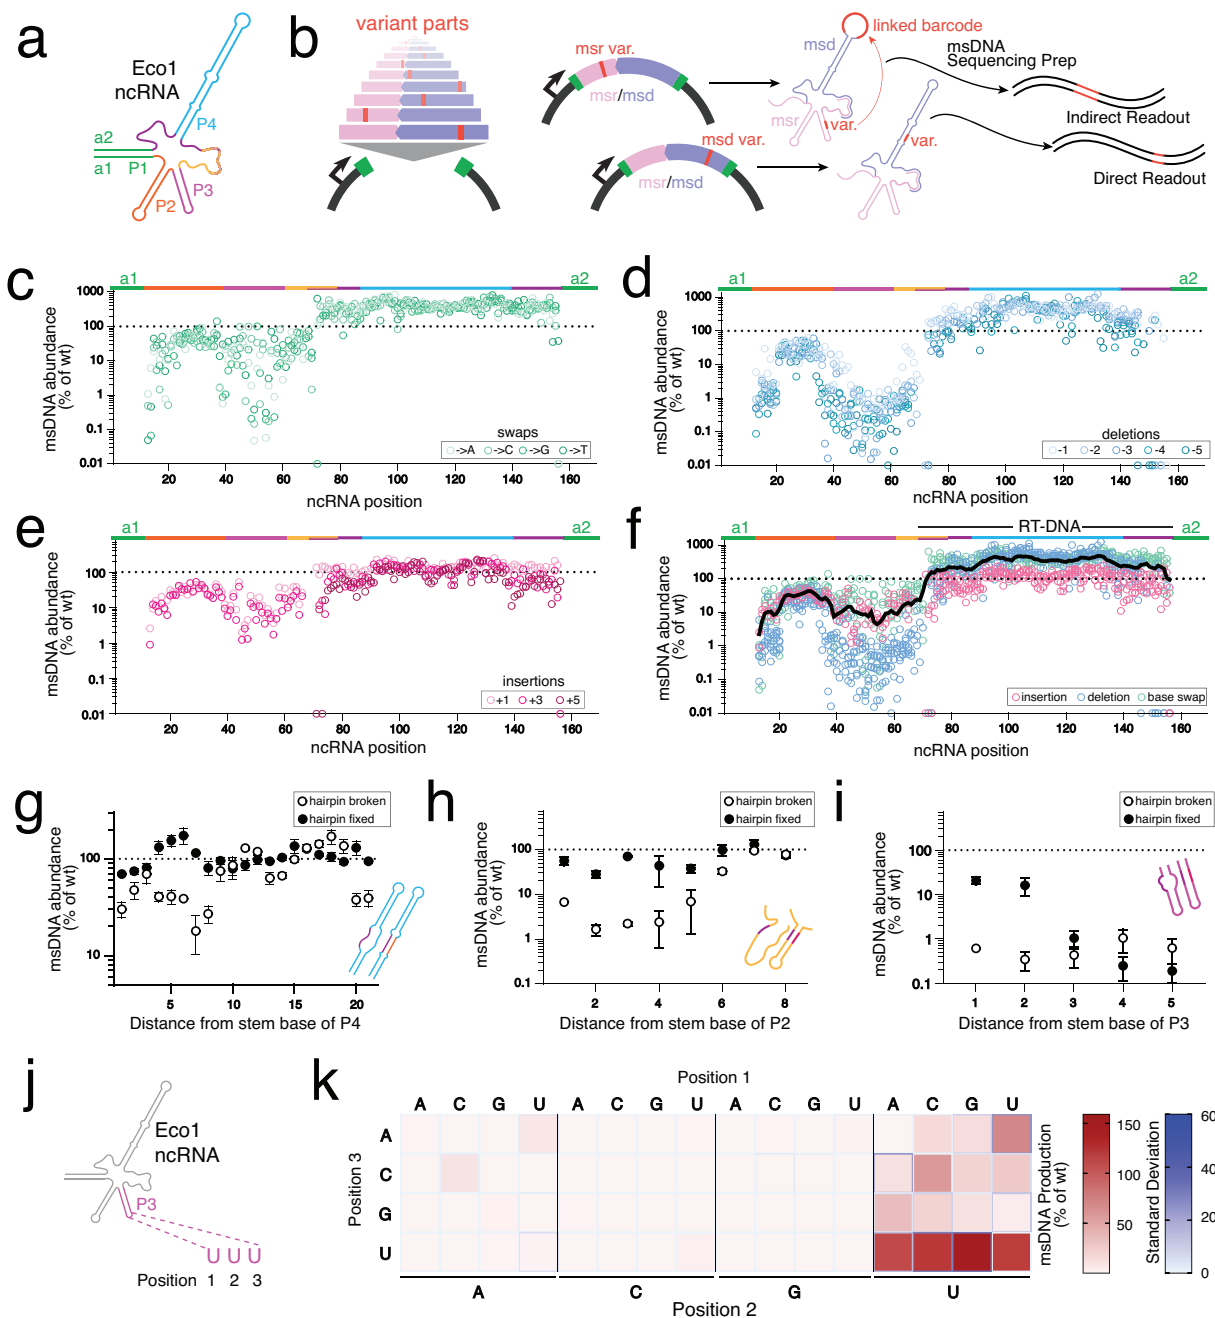 a
Eco1
ncRNA
a2
a1
P1
P4
P3
P2
b
variant parts
msr var.
msr/msd
msd var.
msr/msd
linked barcode
msd
msr
var.
var.
msDNA
Sequencing Prep
Indirect Readout
Direct Readout
c
a1
a2
msDNA abundance
(% of wt)
1000
100
10
1
0.1
0.01
swaps
->A ->C ->G ->T
20 40 60 80 100 120 140 160
ncRNA position
d
a1
a2
msDNA abundance
(% of wt)
1000
100
10
1
0.1
0.01
deletions
-1 -2 -3 -4 -5
20 40 60 80 100 120 140 160
ncRNA position
e
a1
a2
msDNA abundance
(% of wt)
100
10
1
0.1
0.01
insertions
+1 +3 +5
20 40 60 80 100 120 140 160
ncRNA position
f
a1
RT-DNA
a2
msDNA abundance
(% of wt)
1000
100
10
1
0.1
0.01
insertion deletion base swap
20 40 60 80 100 120 140 160
ncRNA position
g
hairpin broken
hairpin fixed
msDNA abundance
(% of wt)
100
10
5 10 15 20
Distance from stem base of P4
h
hairpin broken
hairpin fixed
msDNA abundance
(% of wt)
100
10
1
0.1
2 4 6 8
Distance from stem base of P2
i
hairpin broken
hairpin fixed
msDNA abundance
(% of wt)
100
10
1
0.1
1 2 3 4 5
Distance from stem base of P3
j
Eco1
ncRNA
P3
U U U
Position 1 2 3
k
Position 1
A C G U A C G U A C G U A C G U
Position 3
A
C
G
U
A C G U
Position 2
150
100
50
msDNA Production
(% of wt)
60
40
20
0
Standard Deviation